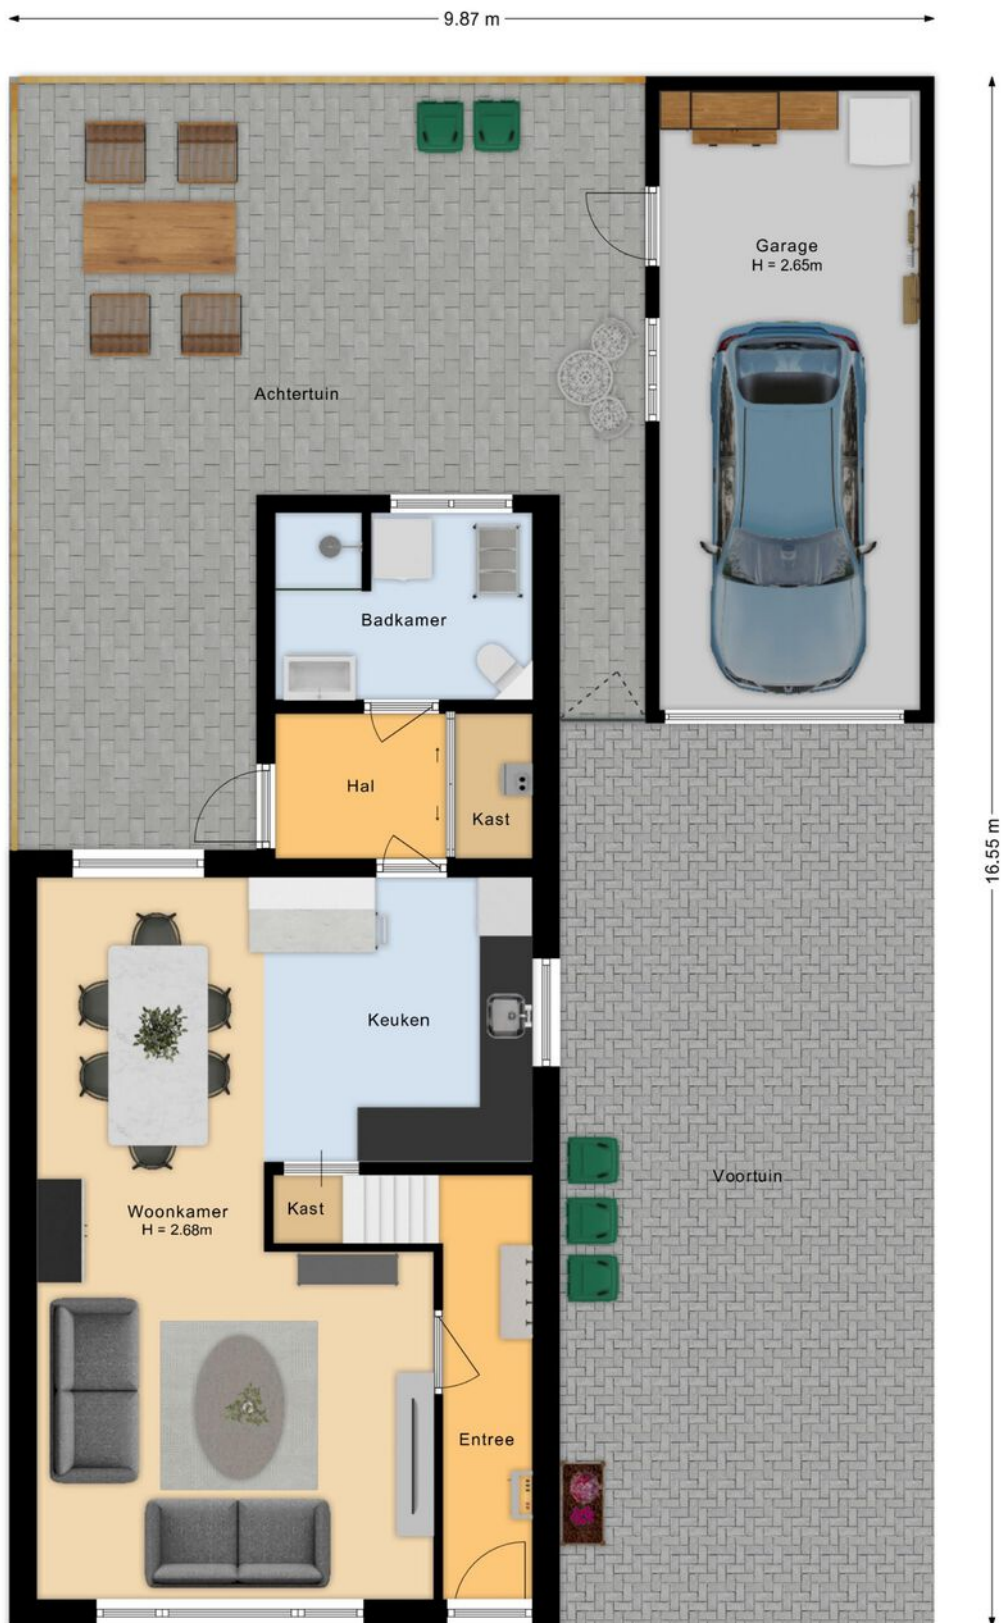 9.87 m
Garage
H = 2.65m
Achtertuin
Badkamer
Hal
Kast
16.55 m
Keuken
Voortuin
Kast
Woonkamer
H = 2.68m
Entree